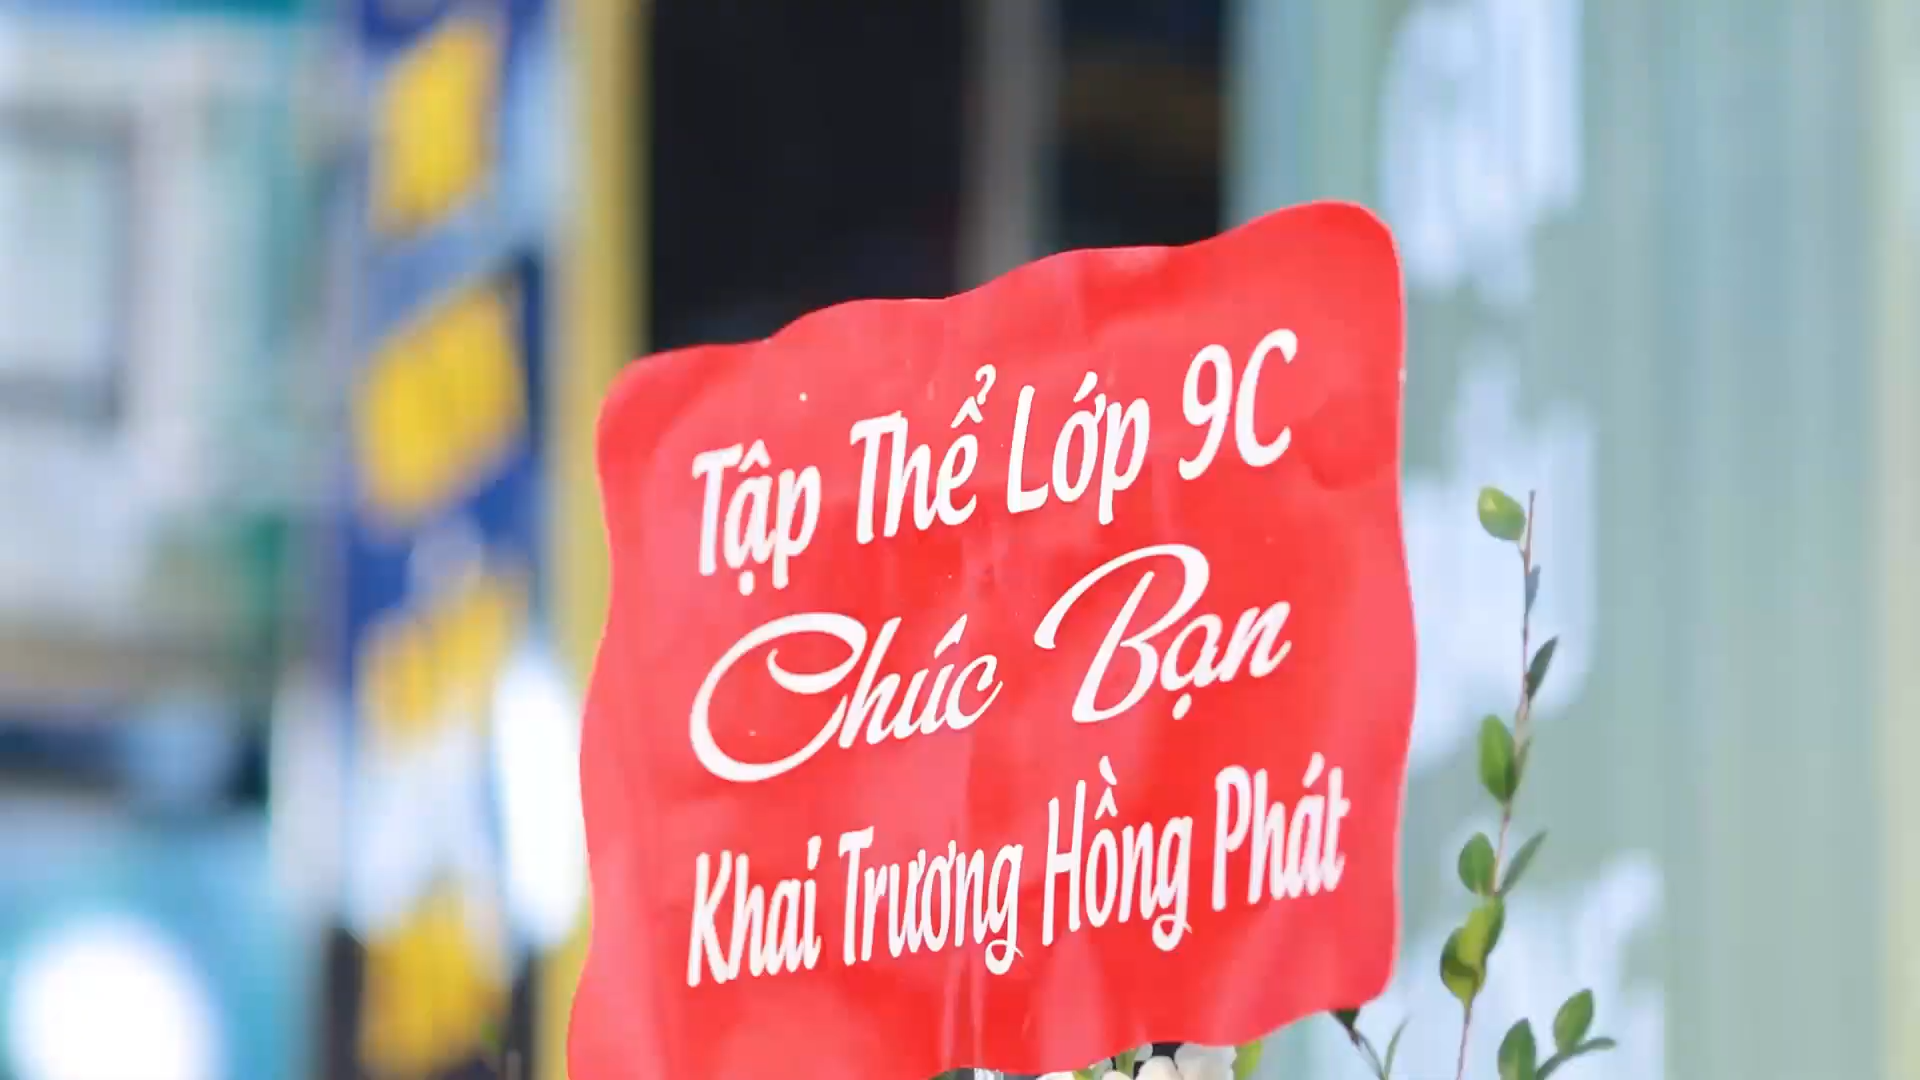 Tập Thể Lớp 9C
Chúc Bạn
Khai Trương Hồng Phát